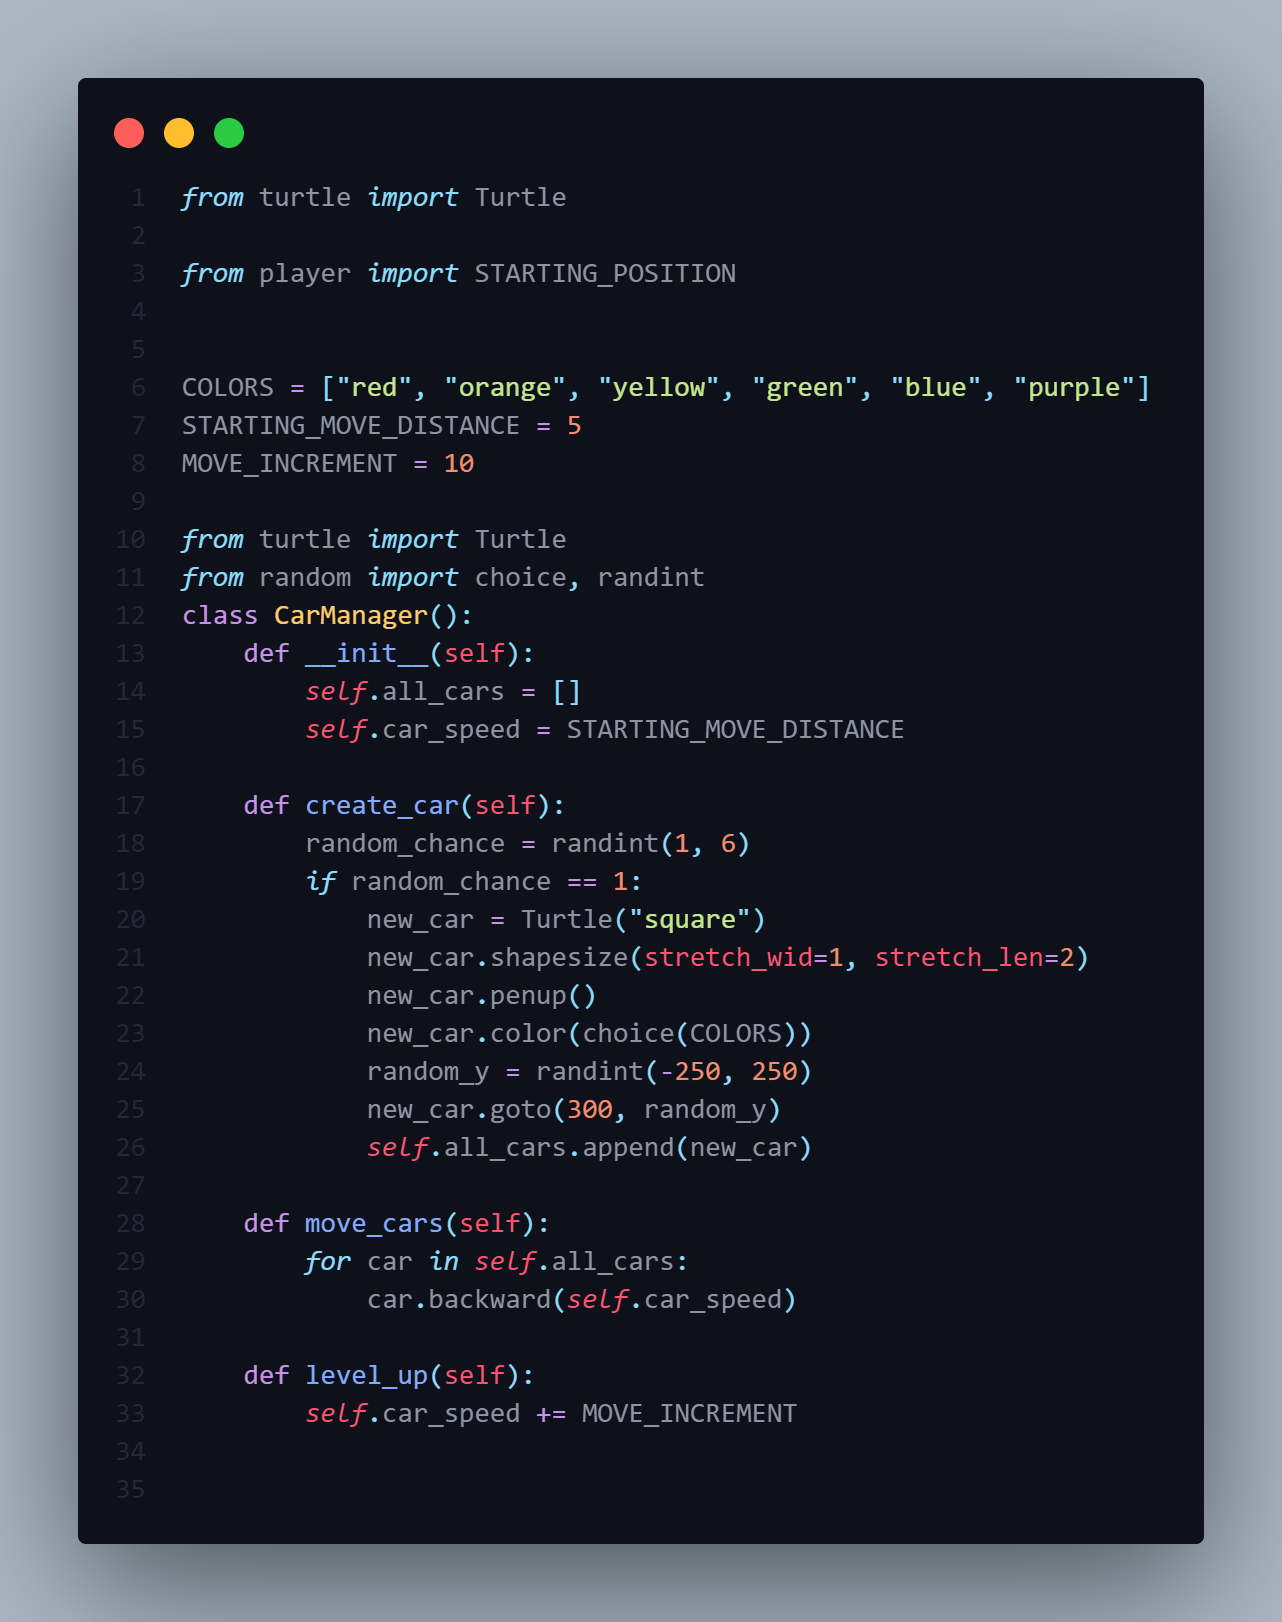 1 from turtle import Turtle
2
3 from player import STARTING_POSITION
4
5
6 COLORS = ["red", "orange", "yellow", "green", "blue", "purple"]
7 STARTING_MOVE_DISTANCE = 5
8 MOVE_INCREMENT = 10
9
10 from turtle import Turtle
11 from random import choice, randint
12 class CarManager():
13     def __init__(self):
14         self.all_cars = []
15         self.car_speed = STARTING_MOVE_DISTANCE
16
17     def create_car(self):
18         random_chance = randint(1, 6)
19         if random_chance == 1:
20             new_car = Turtle("square")
21             new_car.shapesize(stretch_wid=1, stretch_len=2)
22             new_car.penup()
23             new_car.color(choice(COLORS))
24             random_y = randint(-250, 250)
25             new_car.goto(300, random_y)
26             self.all_cars.append(new_car)
27
28     def move_cars(self):
29         for car in self.all_cars:
30             car.backward(self.car_speed)
31
32     def level_up(self):
33         self.car_speed += MOVE_INCREMENT
34
35